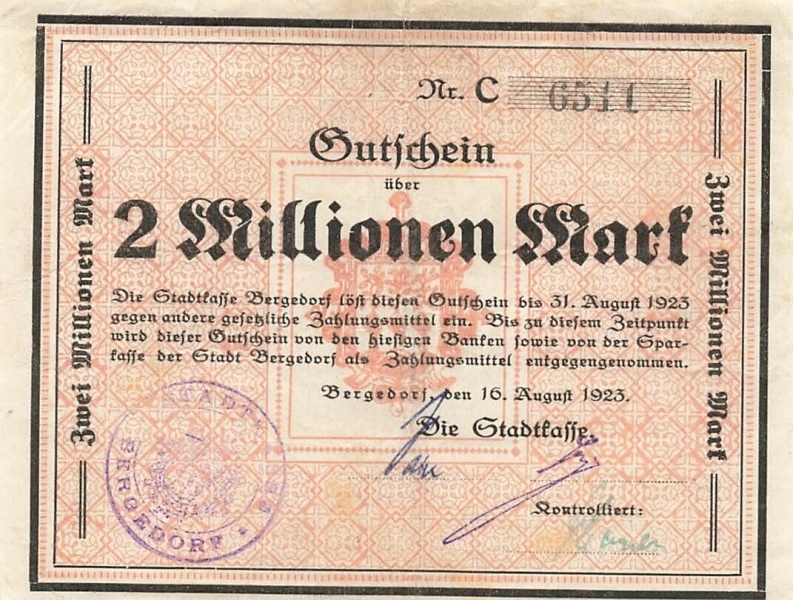 Nr. C 6511
Gutschein
über
2 Millionen Mark
Die Stadtkasse Bergedorf löst diesen Gutschein bis 31. August 1923
gegen andere gesetzliche Zahlungsmittel ein. Bis zu diesem Zeitpunkt
wird dieser Gutschein von den hiesigen Banken sowie von der Spar-
kasse der Stadt Bergedorf als Zahlungsmittel entgegengenommen.
Bergedorf, den 16. August 1923.
Die Stadtkasse
Kontrolliert:
Zwei Millionen Mark
Zwei Millionen Mark
BERGEDORF